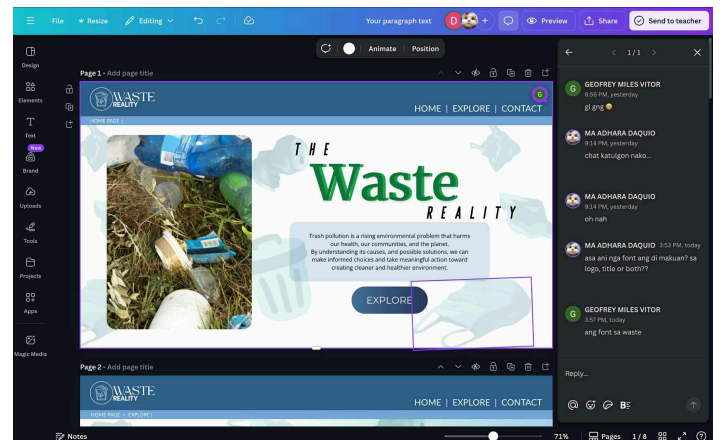 File
Resize
Editing
Your paragraph text
D
+
Preview
Share
Send to teacher
Design
Elements
Text
New
Brand
Uploads
Tools
Projects
Apps
Magic Media
Animate
Position
Page 1 - Add page title
WASTE
REALITY
HOME | EXPLORE | CONTACT
G
HOME PAGE |
THE
Waste
REALITY
Trash pollution is a rising environmental problem that harms
our health, our communities, and the planet.
By understanding its causes, and possible solutions, we can
make informed choices and take meaningful action toward
creating cleaner and healthier environment.
EXPLORE
Page 2 - Add page title
WASTE
REALITY
HOME | EXPLORE | CONTACT
HOME PAGE > EXPLORE |
1/1
G
GEOFREY MILES VITOR
6:56 PM, yesterday
gl gng
MA ADHARA DAQUIO
9:14 PM, yesterday
chat katulgon nako...
MA ADHARA DAQUIO
9:14 PM, yesterday
oh nah
MA ADHARA DAQUIO 3:53 PM, today
asa ani nga font ang di makuan? sa
logo, title or both??
G
GEOFREY MILES VITOR
3:57 PM, today
ang font sa waste
Reply...
Notes
71%
Pages
1 / 8